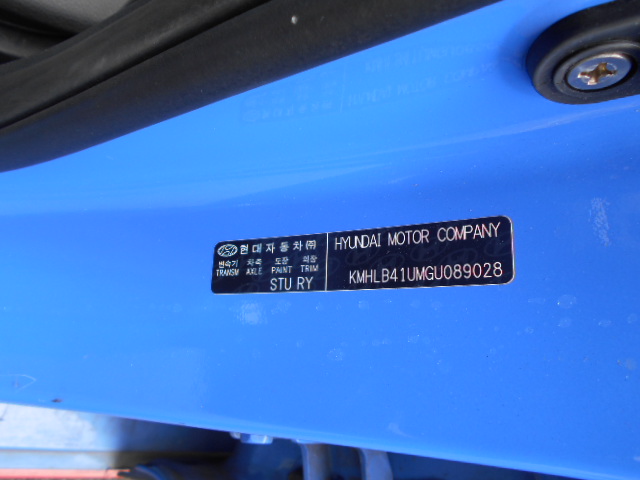 현대자동차㈜
변속기 차축 도장 의장
TRANSM AXLE PAINT TRIM
STU RY
HYUNDAI MOTOR COMPANY
KMHLB41UMGU089028